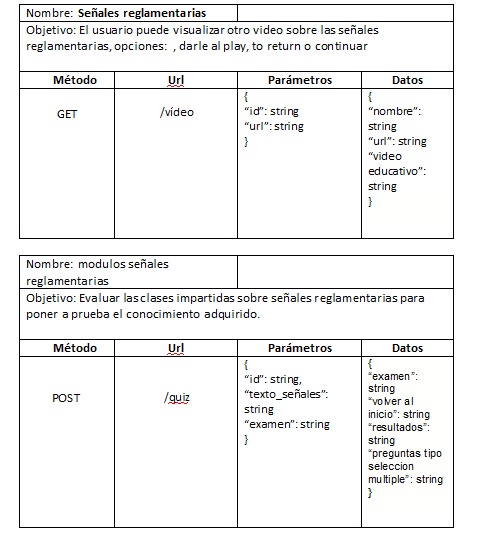 Nombre: Señales reglamentarias
Objetivo: El usuario puede visualizar otro video sobre las señales
reglamentarias, opciones:  , darle al play, to return o continuar
Método Url Parámetros Datos
GET
/vídeo
{
"id": string
"url": string
}
{
"nombre":
string
"url": string
"video
educativo":
string
}
Nombre: modulos señales
reglamentarias
Objetivo: Evaluar las clases impartidas sobre señales reglamentarias para
poner a prueba el conocimiento adquirido.
Método Url Parámetros Datos
POST
/quiz
{
"id": string,
"texto_señales":
string
"examen": string
}
{
"examen":
string
"volver al
inicio": string
"resultados":
string
"preguntas tipo
seleccion
multiple": string
}